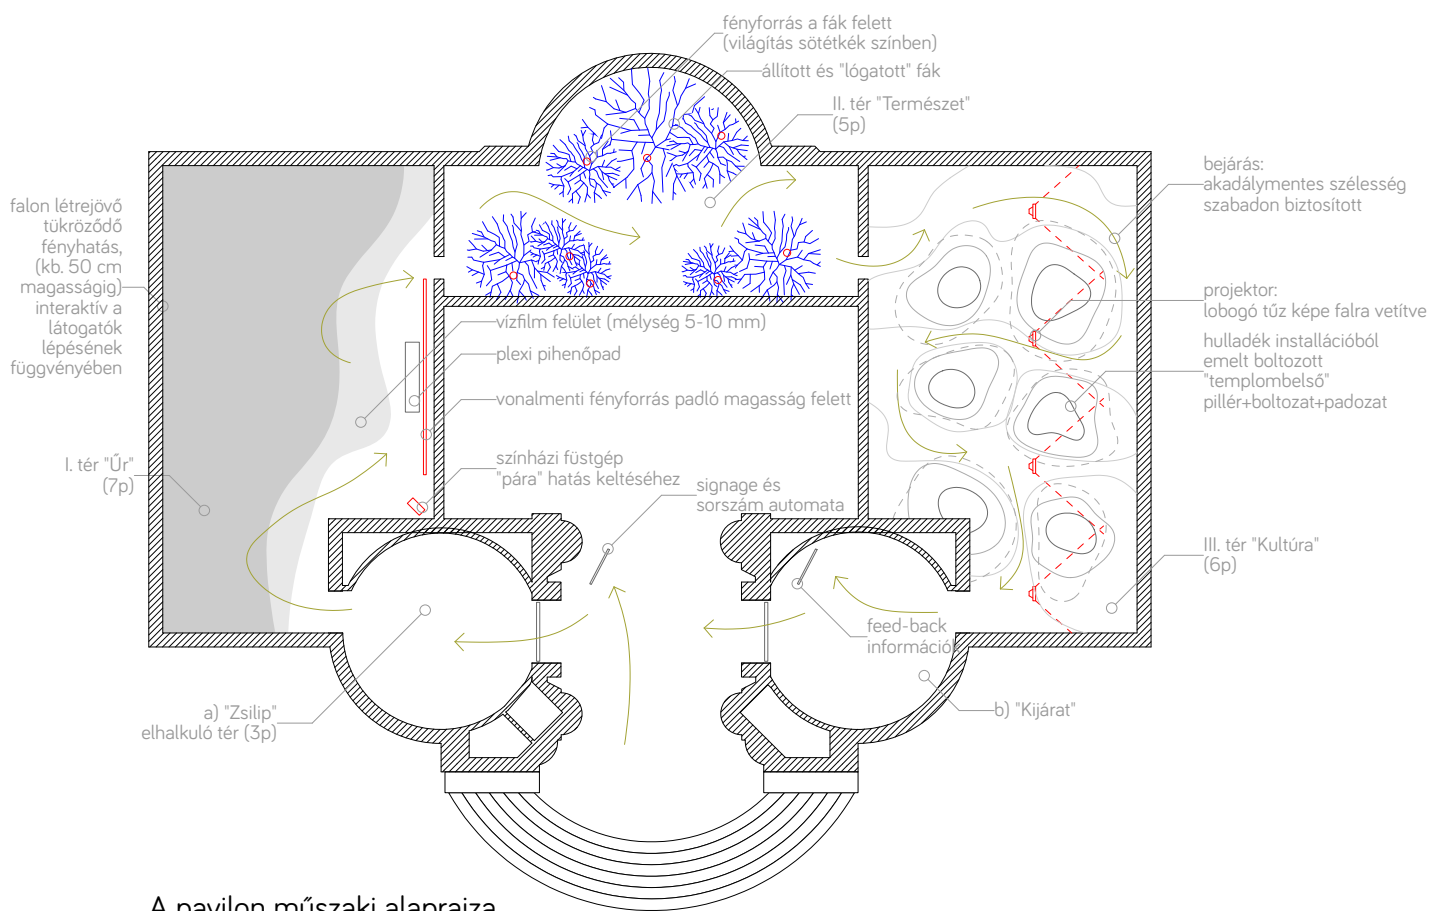 fényforrás a fák felett
(világítás sötétkék színben)
állított és "lógatott" fák
II. tér "Természet"
(5p)
bejárás:
akadálymentes szélesség
szabadon biztosított
falon létrejövő
tükröződő
fényhatás,
(kb. 50 cm
magasságig)
interaktív a
látogatók
lépésének
függvényében
projektor:
lobogó tűz képe falra vetítve
vízfilm felület (mélység 5-10 mm)
plexi pihenőpad
hulladék installációból
emelt boltozott
"templombelső"
pillér+boltozat+padozat
vonalmenti fényforrás padló magasság felett
I. tér "Űr"
(7p)
színházi füstgép
"pára" hatás keltéséhez
signage és
sorszám automata
III. tér "Kultúra"
(6p)
feed-back
információk
a) "Zsilip"
elhalkuló tér (3p)
b) "Kijárat"
A pavilon műszaki alaprajza